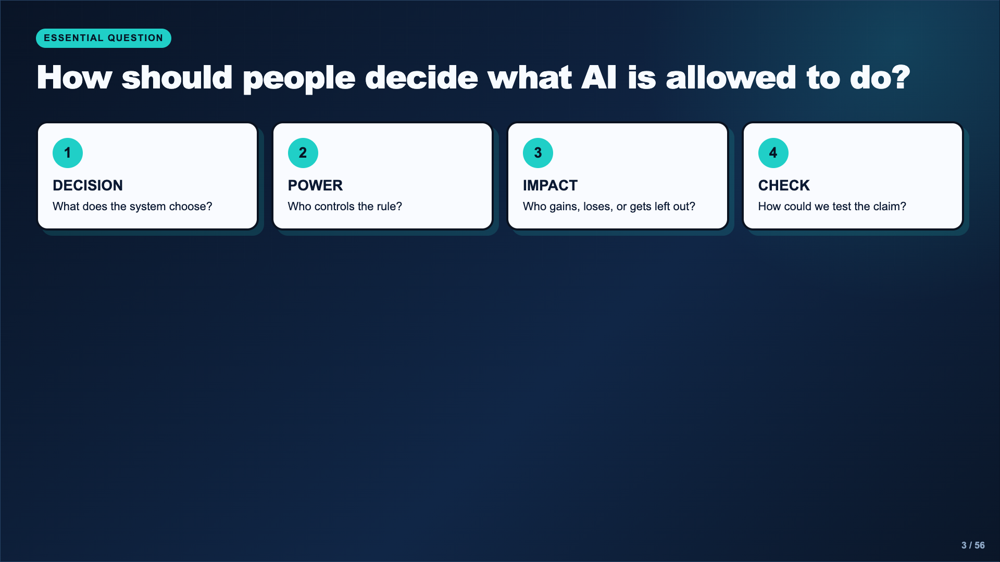 ESSENTIAL QUESTION
How should people decide what AI is allowed to do?
1
DECISION
What does the system choose?
2
POWER
Who controls the rule?
3
IMPACT
Who gains, loses, or gets left out?
4
CHECK
How could we test the claim?
3 / 56